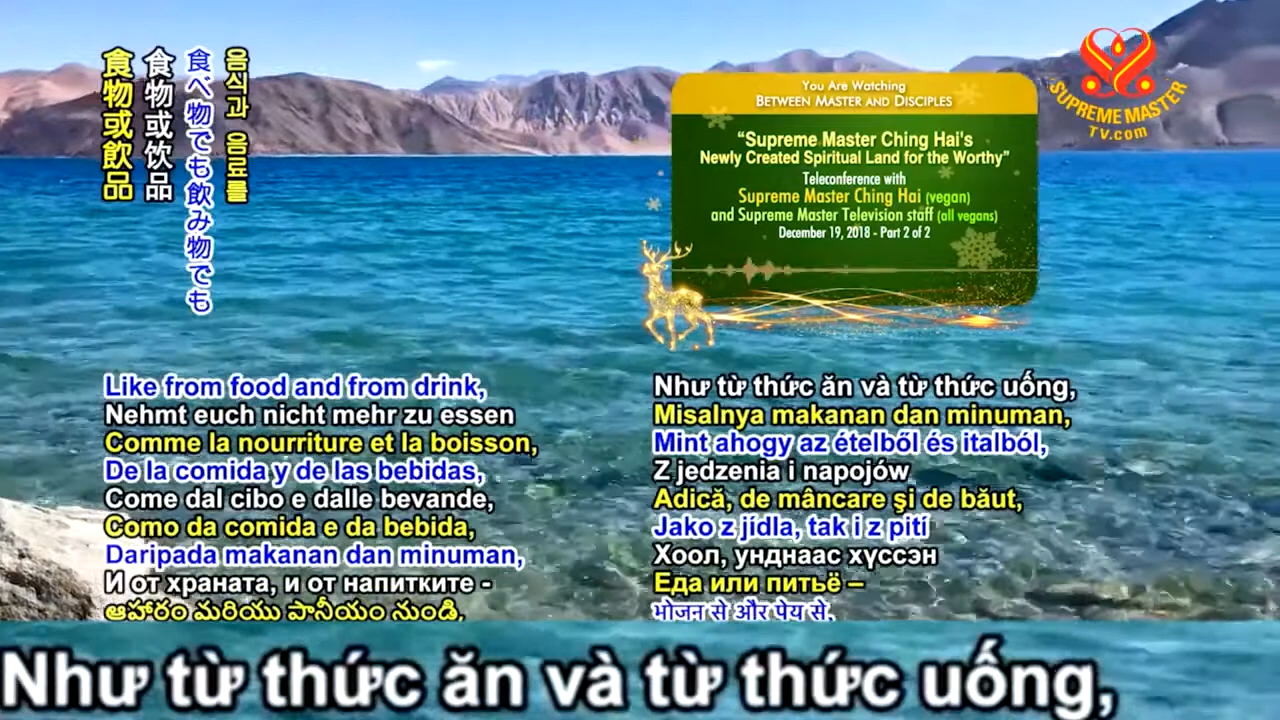 음식과 음료를
食べ物でも飲み物でも
食物或饮品
食物或飲品
You Are Watching
BETWEEN MASTER AND DISCIPLES
“Supreme Master Ching Hai's
Newly Created Spiritual Land for the Worthy”
Teleconference with
Supreme Master Ching Hai (vegan)
and Supreme Master Television staff (all vegans)
December 19, 2018 - Part 2 of 2
SUPREME MASTER
TV.com
Like from food and from drink,
Nehmt euch nicht mehr zu essen
Comme la nourriture et la boisson,
De la comida y de las bebidas,
Come dal cibo e dalle bevande,
Como da comida e da bebida,
Daripada makanan dan minuman,
И от храната, и от напитките -
ఆహారం మరియు పానీయం నుండి,
Như từ thức ăn và từ thức uống,
Misalnya makanan dan minuman,
Mint ahogy az ételből és italból,
Z jedzenia i napojów
Adică, de mâncare şi de băut,
Jako z jídla, tak i z pití
Хоол, унднаас хүссэн
Еда или питьё –
भोजन से और पेय से,
Như từ thức ăn và từ thức uống,